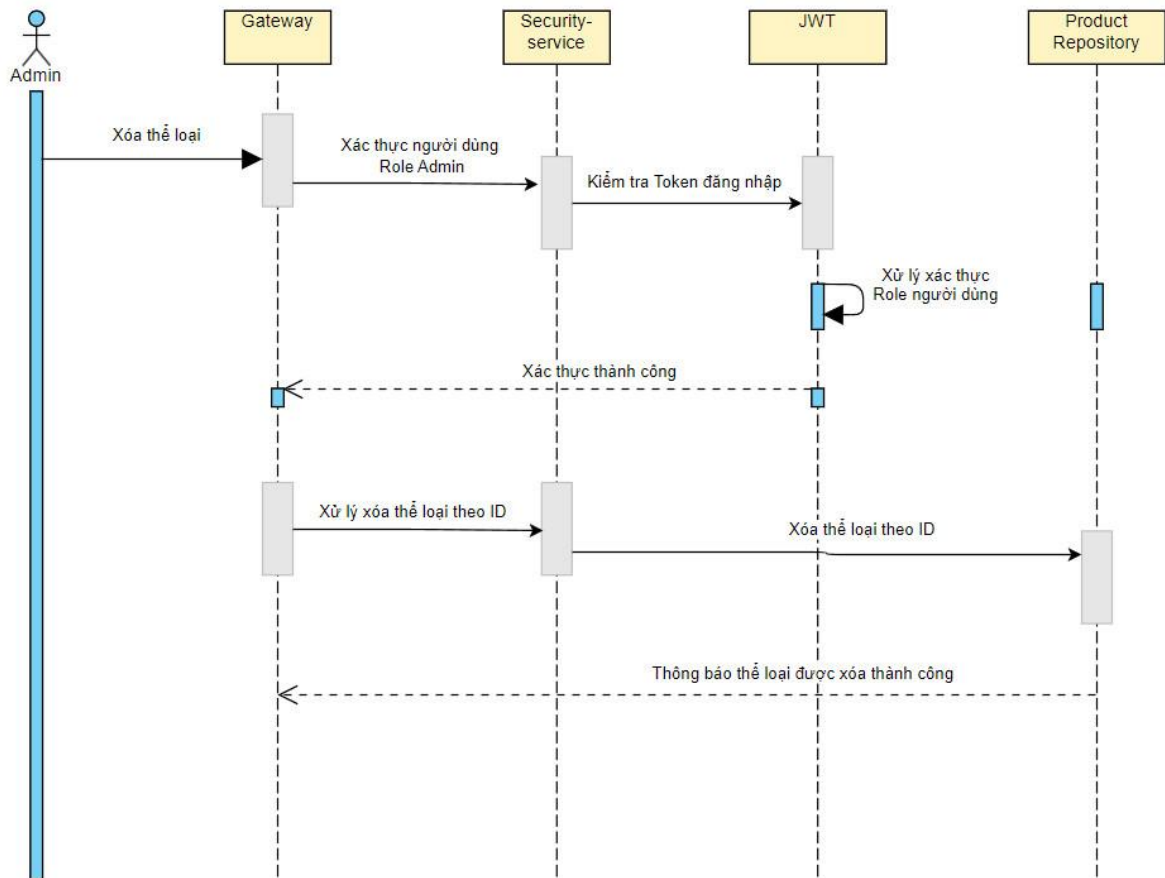 Admin
Gateway
Security-
service
JWT
Product
Repository
Xóa thể loại
Xác thực người dùng
Role Admin
Kiểm tra Token đăng nhập
Xử lý xác thực
Role người dùng
Xác thực thành công
Xử lý xóa thể loại theo ID
Xóa thể loại theo ID
Thông báo thể loại được xóa thành công